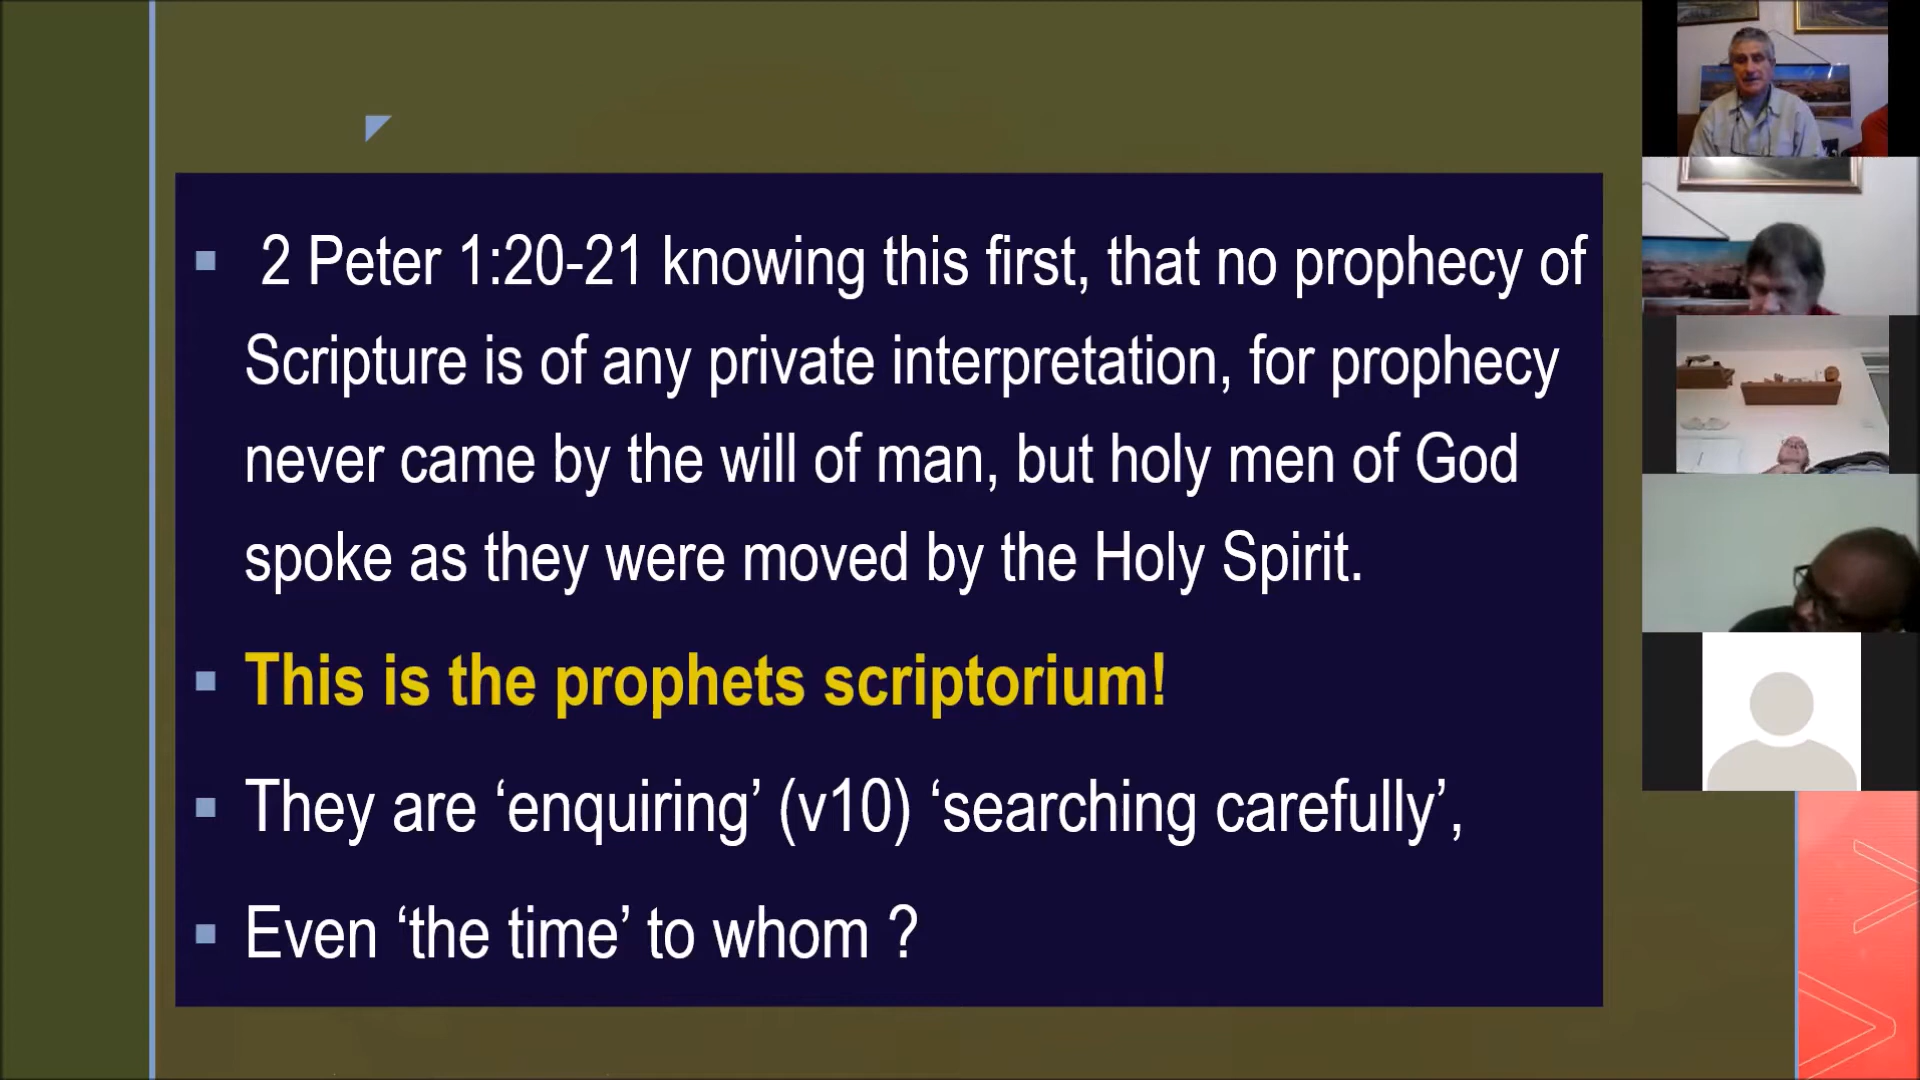 2 Peter 1:20-21 knowing this first, that no prophecy of
Scripture is of any private interpretation, for prophecy
never came by the will of man, but holy men of God
spoke as they were moved by the Holy Spirit.
This is the prophets scriptorium!
They are ‘enquiring’ (v10) ‘searching carefully’,
Even ‘the time’ to whom ?